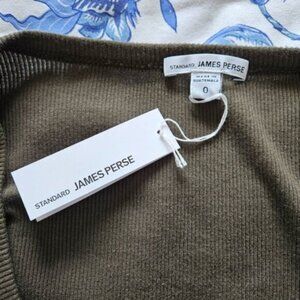 STANDARD JAMES PERSE
MADE IN
GUATEMALA
0
STANDARD JAMES PERSE